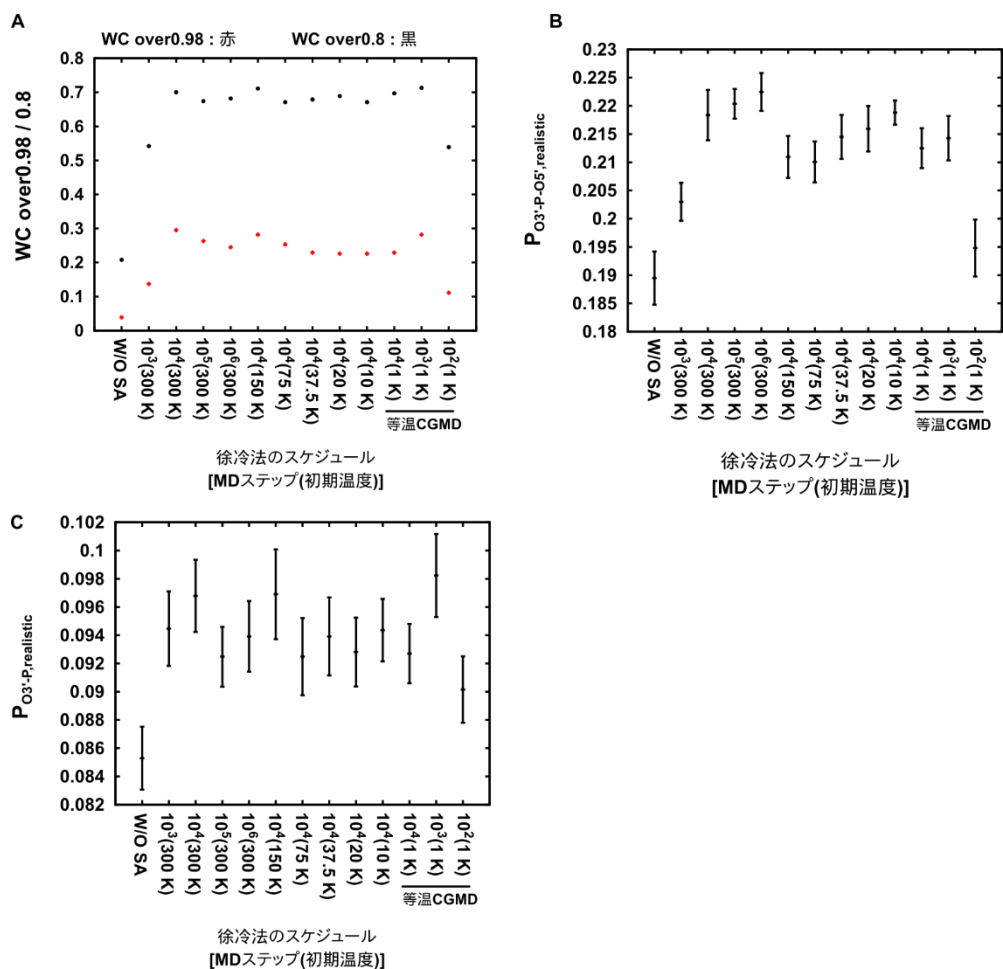 A
WC over0.98 : 赤 WC over0.8 : 黒
WC over0.98 / 0.8
0.8
0.7
0.6
0.5
0.4
0.3
0.2
0.1
0
W/O SA
10³(300 K)
10⁴(300 K)
10⁵(300 K)
10⁶(300 K)
10⁴(150 K)
10⁴(75 K)
10⁴(37.5 K)
10⁴(20 K)
10⁴(10 K)
10⁴(1 K)
10³(1 K)
10²(1 K)
等温CGMD
徐冷法のスケジュール
[MDステップ(初期温度)]
B
P O3'-P-O5',realistic
0.23
0.225
0.22
0.215
0.21
0.205
0.2
0.195
0.19
0.185
0.18
W/O SA
10³(300 K)
10⁴(300 K)
10⁵(300 K)
10⁶(300 K)
10⁴(150 K)
10⁴(75 K)
10⁴(37.5 K)
10⁴(20 K)
10⁴(10 K)
10⁴(1 K)
10³(1 K)
10²(1 K)
等温CGMD
徐冷法のスケジュール
[MDステップ(初期温度)]
C
P O3'-P,realistic
0.102
0.1
0.098
0.096
0.094
0.092
0.09
0.088
0.086
0.084
0.082
W/O SA
10³(300 K)
10⁴(300 K)
10⁵(300 K)
10⁶(300 K)
10⁴(150 K)
10⁴(75 K)
10⁴(37.5 K)
10⁴(20 K)
10⁴(10 K)
10⁴(1 K)
10³(1 K)
10²(1 K)
等温CGMD
徐冷法のスケジュール
[MDステップ(初期温度)]